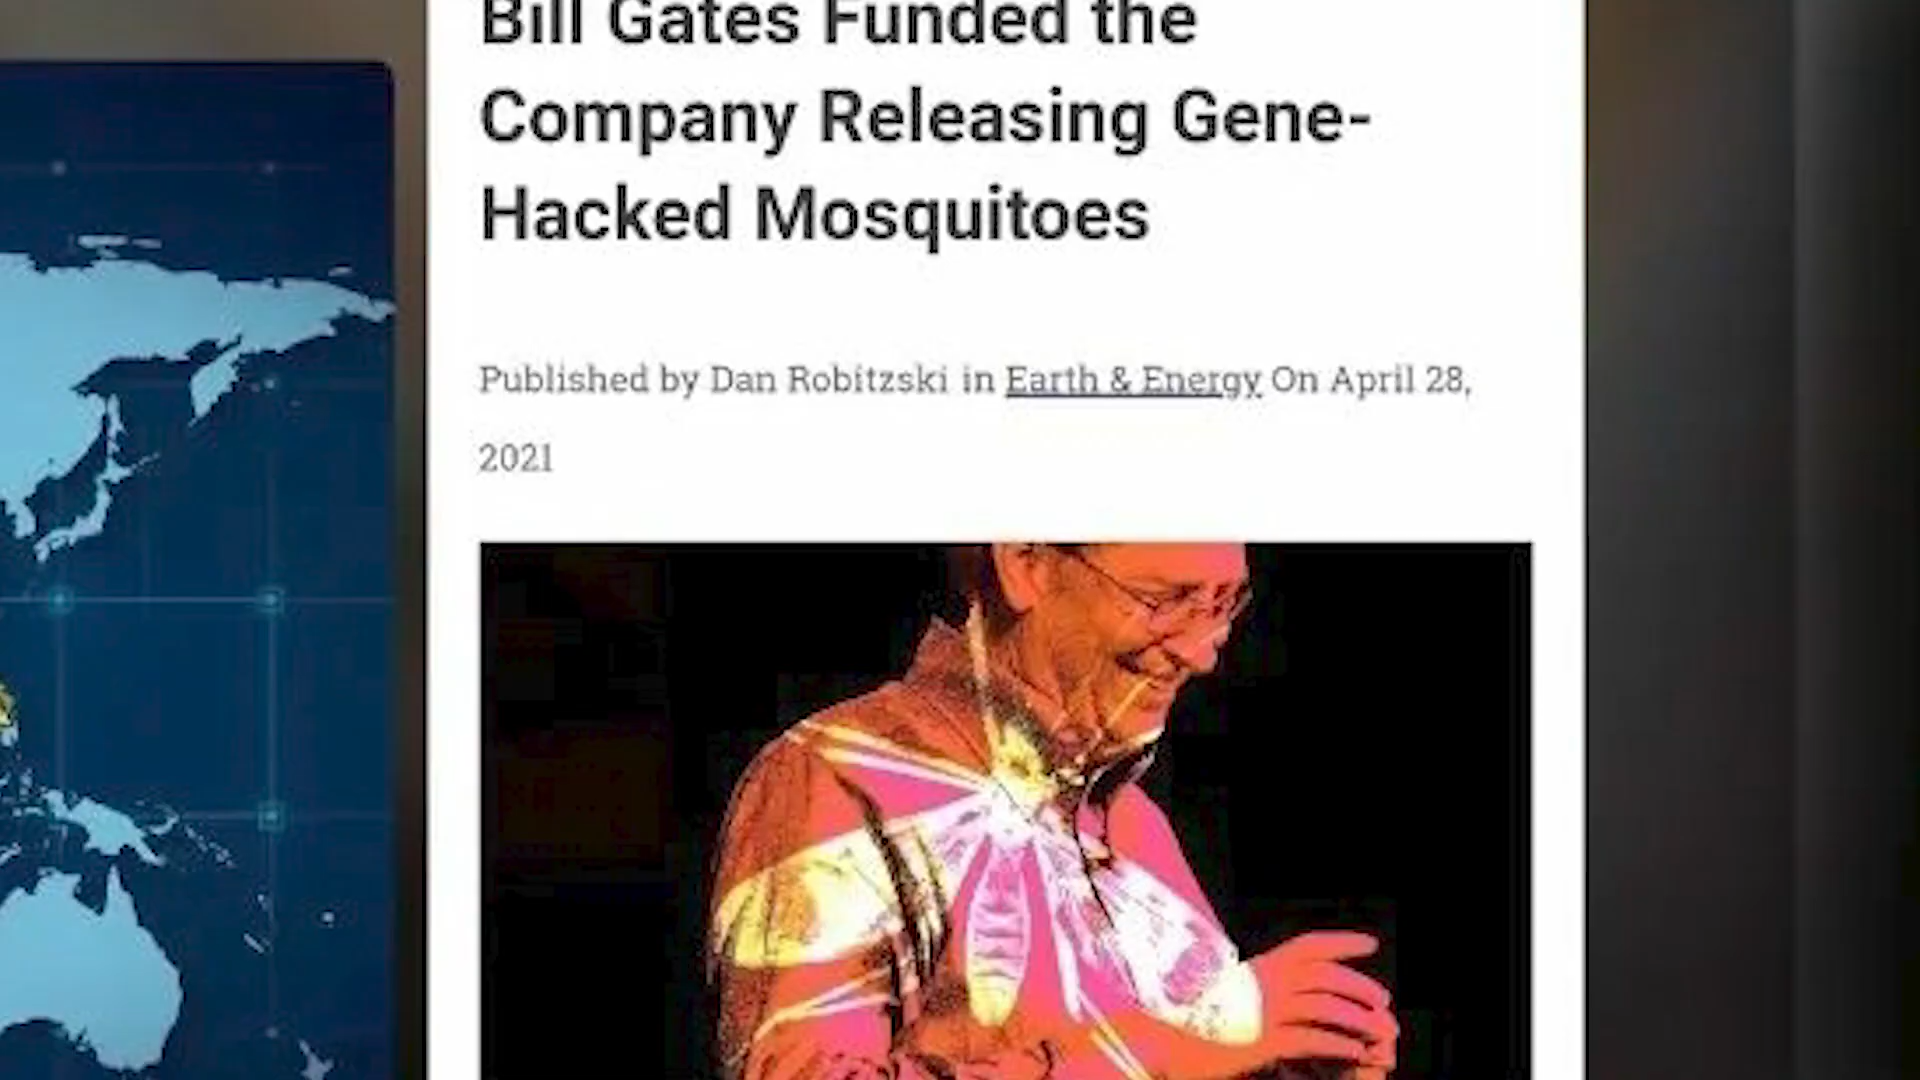 Bill Gates Funded the
Company Releasing Gene-
Hacked Mosquitoes
Published by Dan Robitzski in Earth & Energy On April 28,
2021